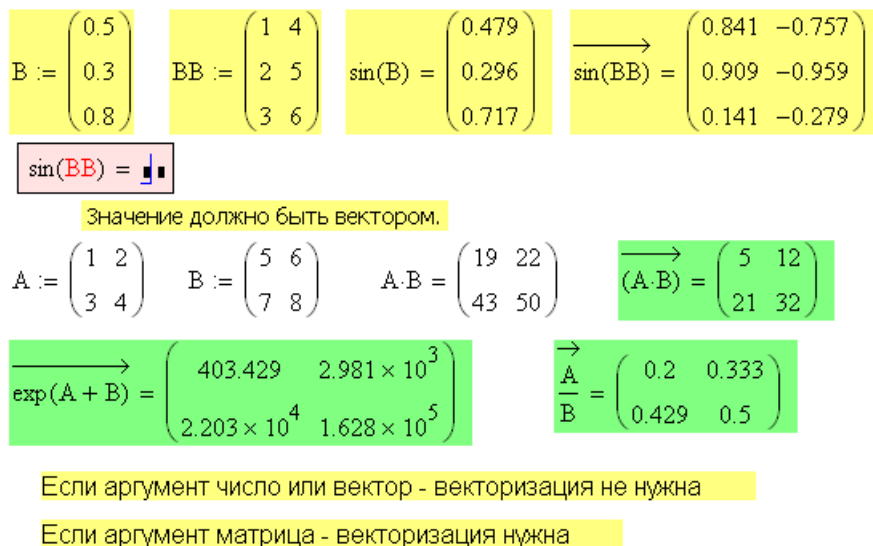 B := (0.5 0.3 0.8) BB := (1 4 2 5 3 6) sin(B) = (0.479 0.296 0.717) sin(BB) = (0.841 −0.757 0.909 −0.959 0.141 −0.279)
sin(BB) =
Значение должно быть вектором.
A := (1 2 3 4) B := (5 6 7 8) A·B = (19 22 43 50) (A·B) = (5 12 21 32)
exp(A + B) = (403.429 2.981 × 10^3 2.203 × 10^4 1.628 × 10^5) A/B = (0.2 0.333 0.429 0.5)
Если аргумент число или вектор - векторизация не нужна
Если аргумент матрица - векторизация нужна